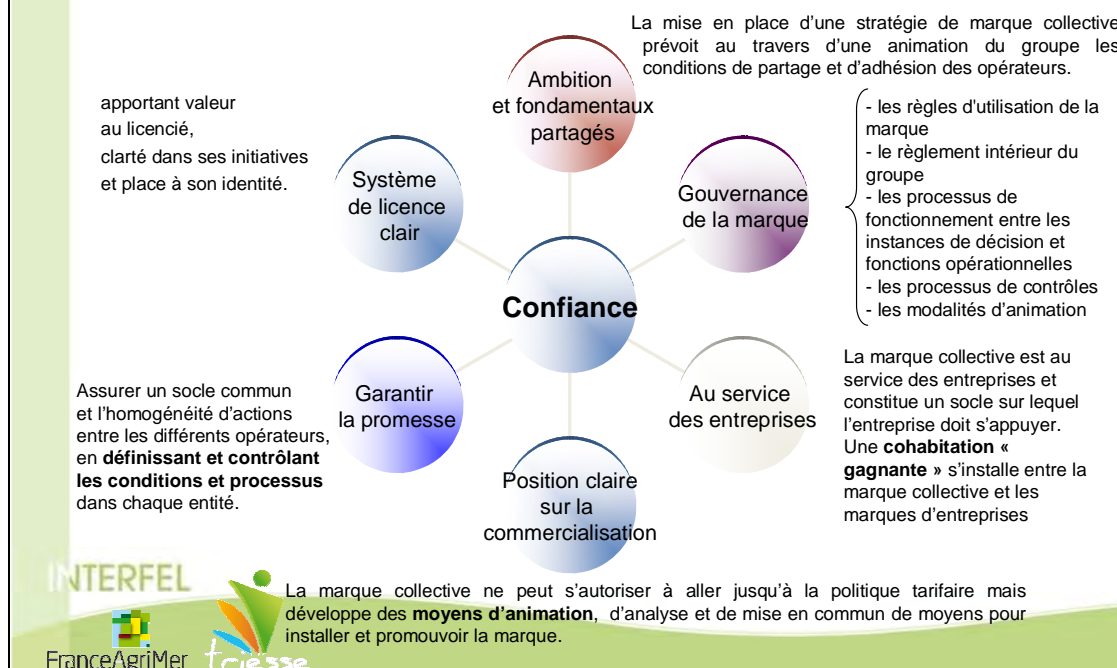 La mise en place d’une stratégie de marque collective
prévoit au travers d’une animation du groupe les
conditions de partage et d’adhésion des opérateurs.
Ambition
et fondamentaux
partagés
apportant valeur
au licencié,
clarté dans ses initiatives
et place à son identité.
Système
de licence
clair
Gouvernance
de la marque
- les règles d'utilisation de la
marque
- le règlement intérieur du
groupe
- les processus de
fonctionnement entre les
instances de décision et
fonctions opérationnelles
- les processus de contrôles
- les modalités d’animation
Confiance
Assurer un socle commun
et l’homogénéité d’actions
entre les différents opérateurs,
en définissant et contrôlant
les conditions et processus
dans chaque entité.
Garantir
la promesse
Au service
des entreprises
La marque collective est au
service des entreprises et
constitue un socle sur lequel
l’entreprise doit s’appuyer.
Une cohabitation «
gagnante » s’installe entre la
marque collective et les
marques d’entreprises
Position claire
sur la
commercialisation
La marque collective ne peut s’autoriser à aller jusqu’à la politique tarifaire mais
développe des moyens d’animation, d’analyse et de mise en commun de moyens pour
installer et promouvoir la marque.
INTERFEL
FranceAgriMer
triesse